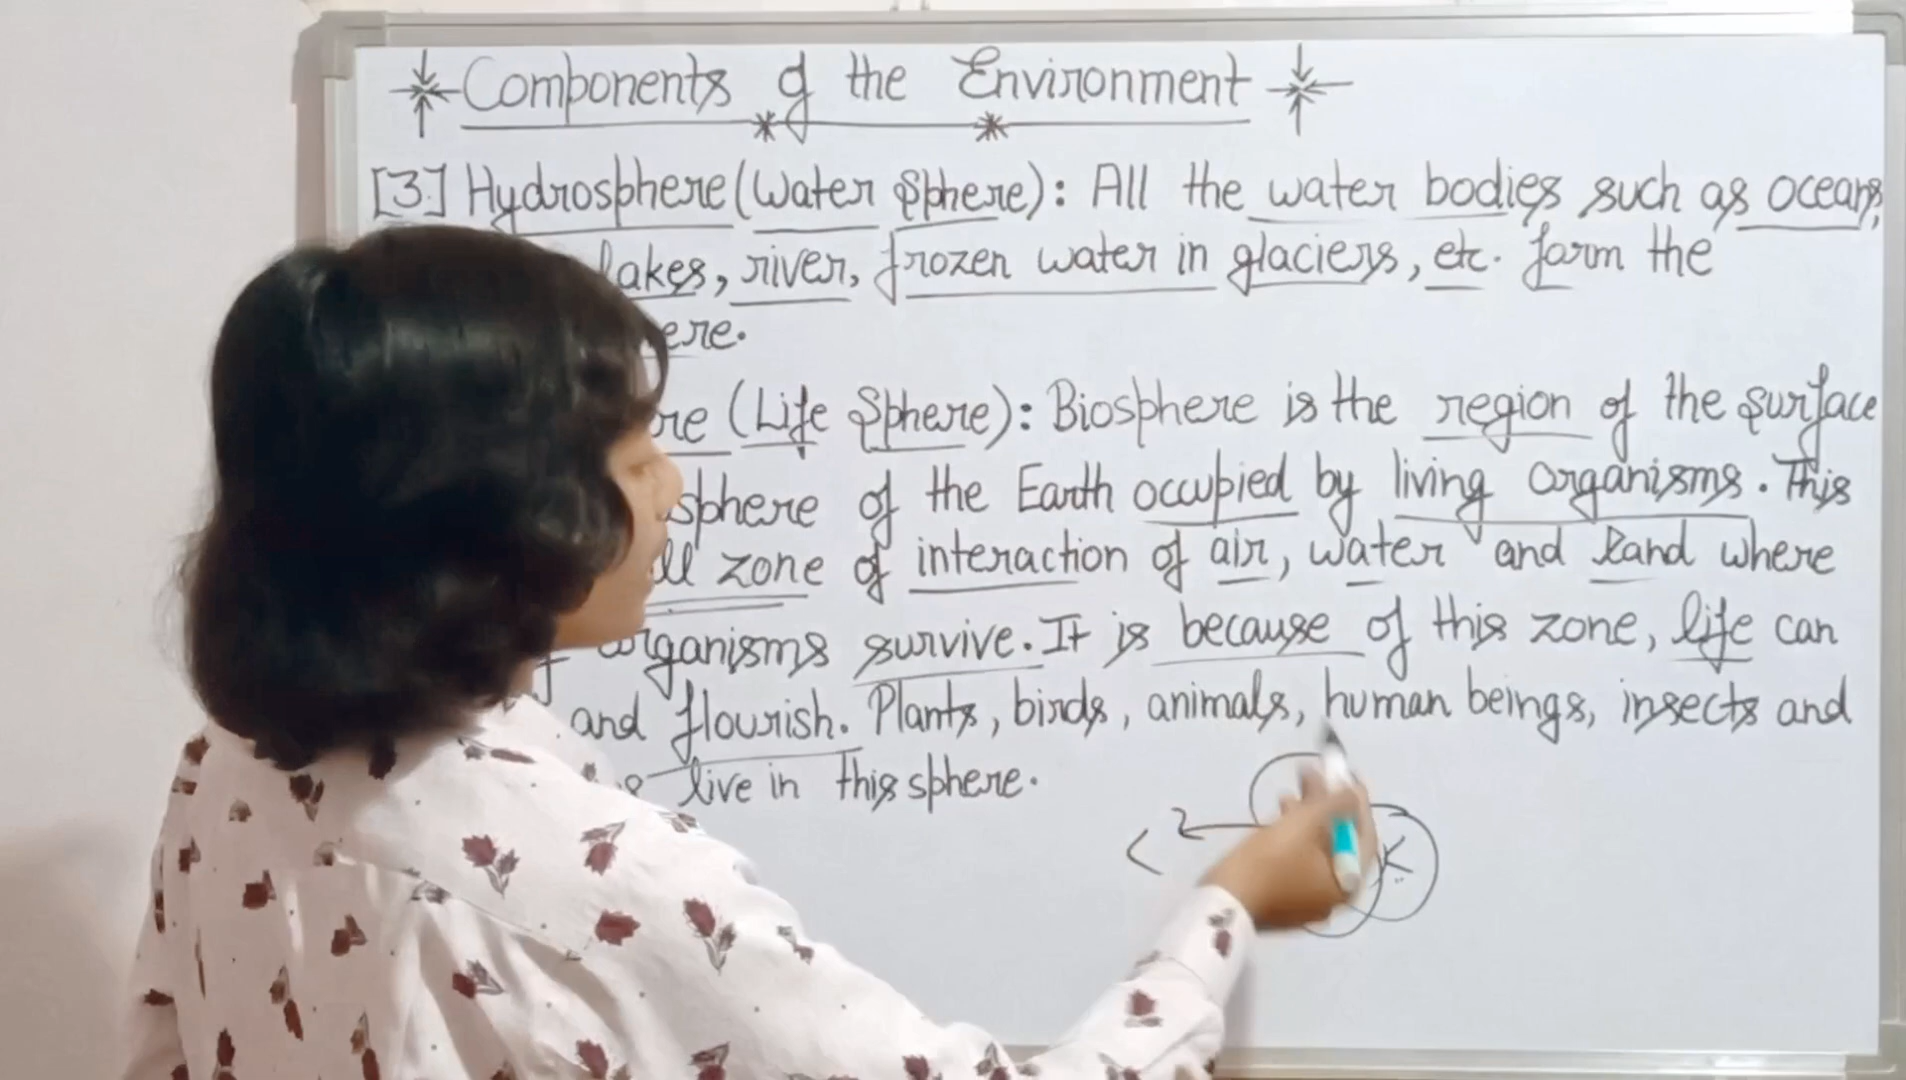 Components of the Environment
[3.] Hydrosphere (Water Sphere): All the water bodies such as oceans,
lakes, river, frozen water in glaciers, etc. form the
ere.
re (Life Sphere): Biosphere is the region of the surface
sphere of the Earth occupied by living organisms. This
ll zone of interaction of air, water and land where
organisms survive. It is because of this zone, life can
and flourish. Plants, birds, animals, human beings, insects and
live in this sphere.